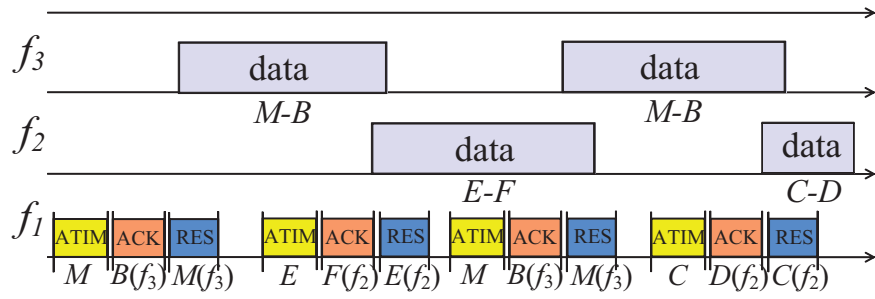 f3 data data
M-B M-B
f2 data data
E-F C-D
f1 ATIM ACK RES ATIM ACK RES ATIM ACK RES ATIM ACK RES
M B(f3) M(f3) E F(f2) E(f2) M B(f3) M(f3) C D(f2) C(f2)